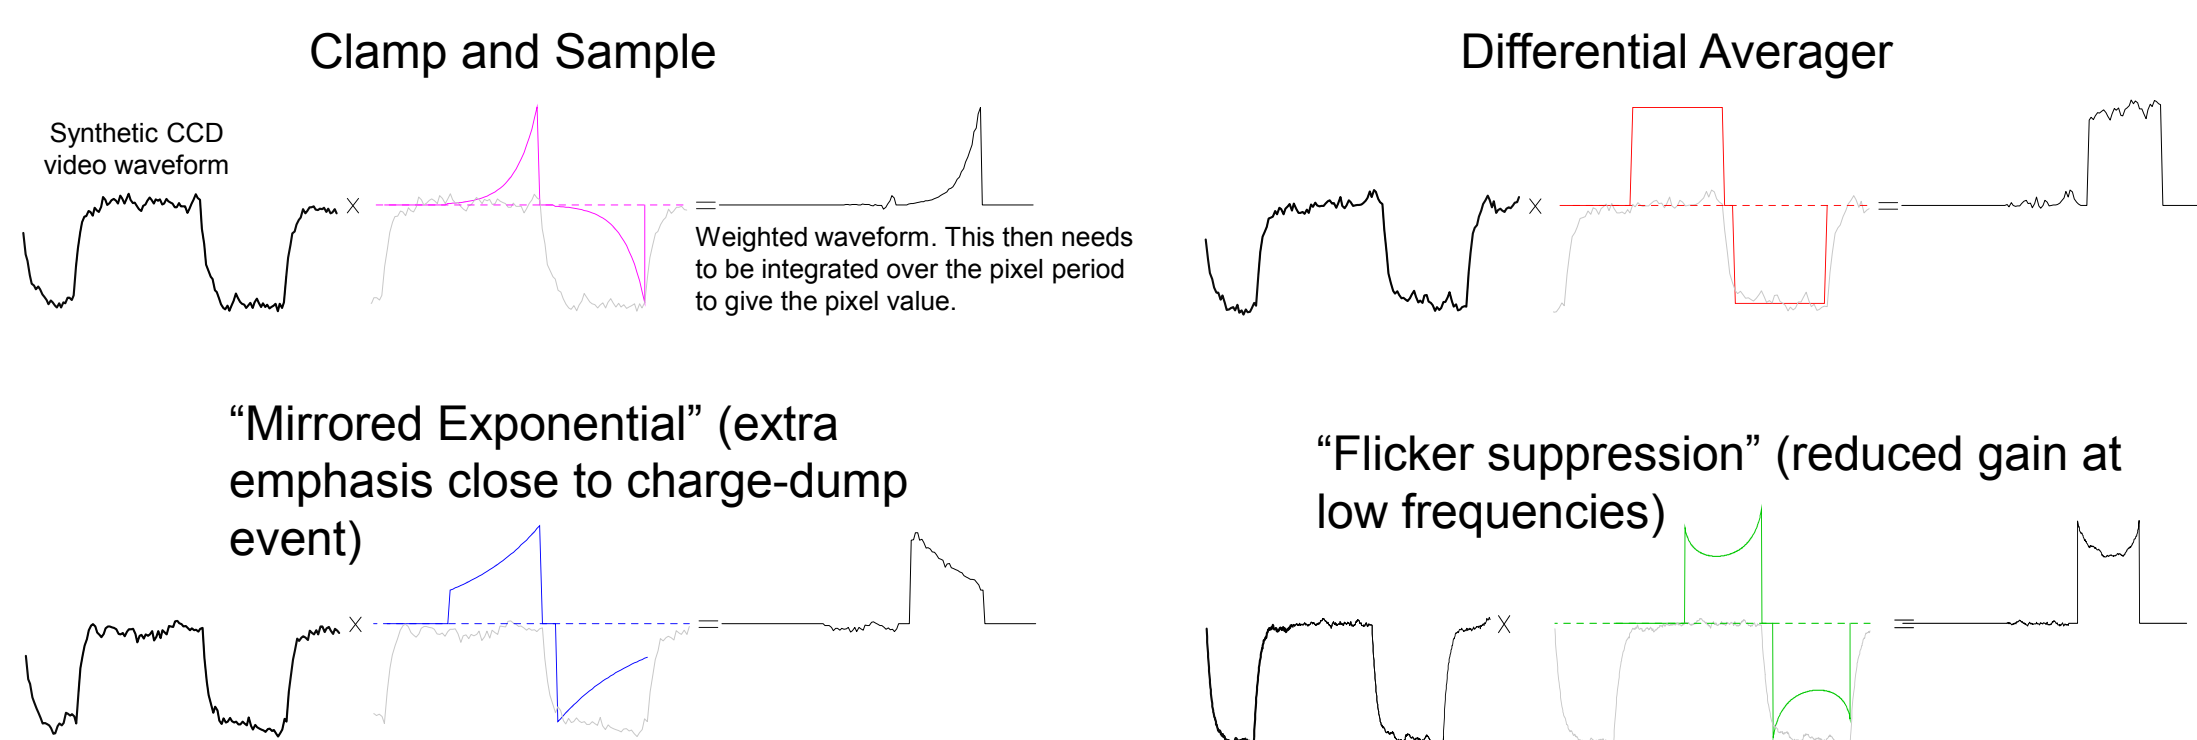 Clamp and Sample
Differential Averager
Synthetic CCD
video waveform
×
=
×
=
Weighted waveform. This then needs
to be integrated over the pixel period
to give the pixel value.
“Mirrored Exponential” (extra
emphasis close to charge-dump
event)
“Flicker suppression” (reduced gain at
low frequencies)
×
=
×
=